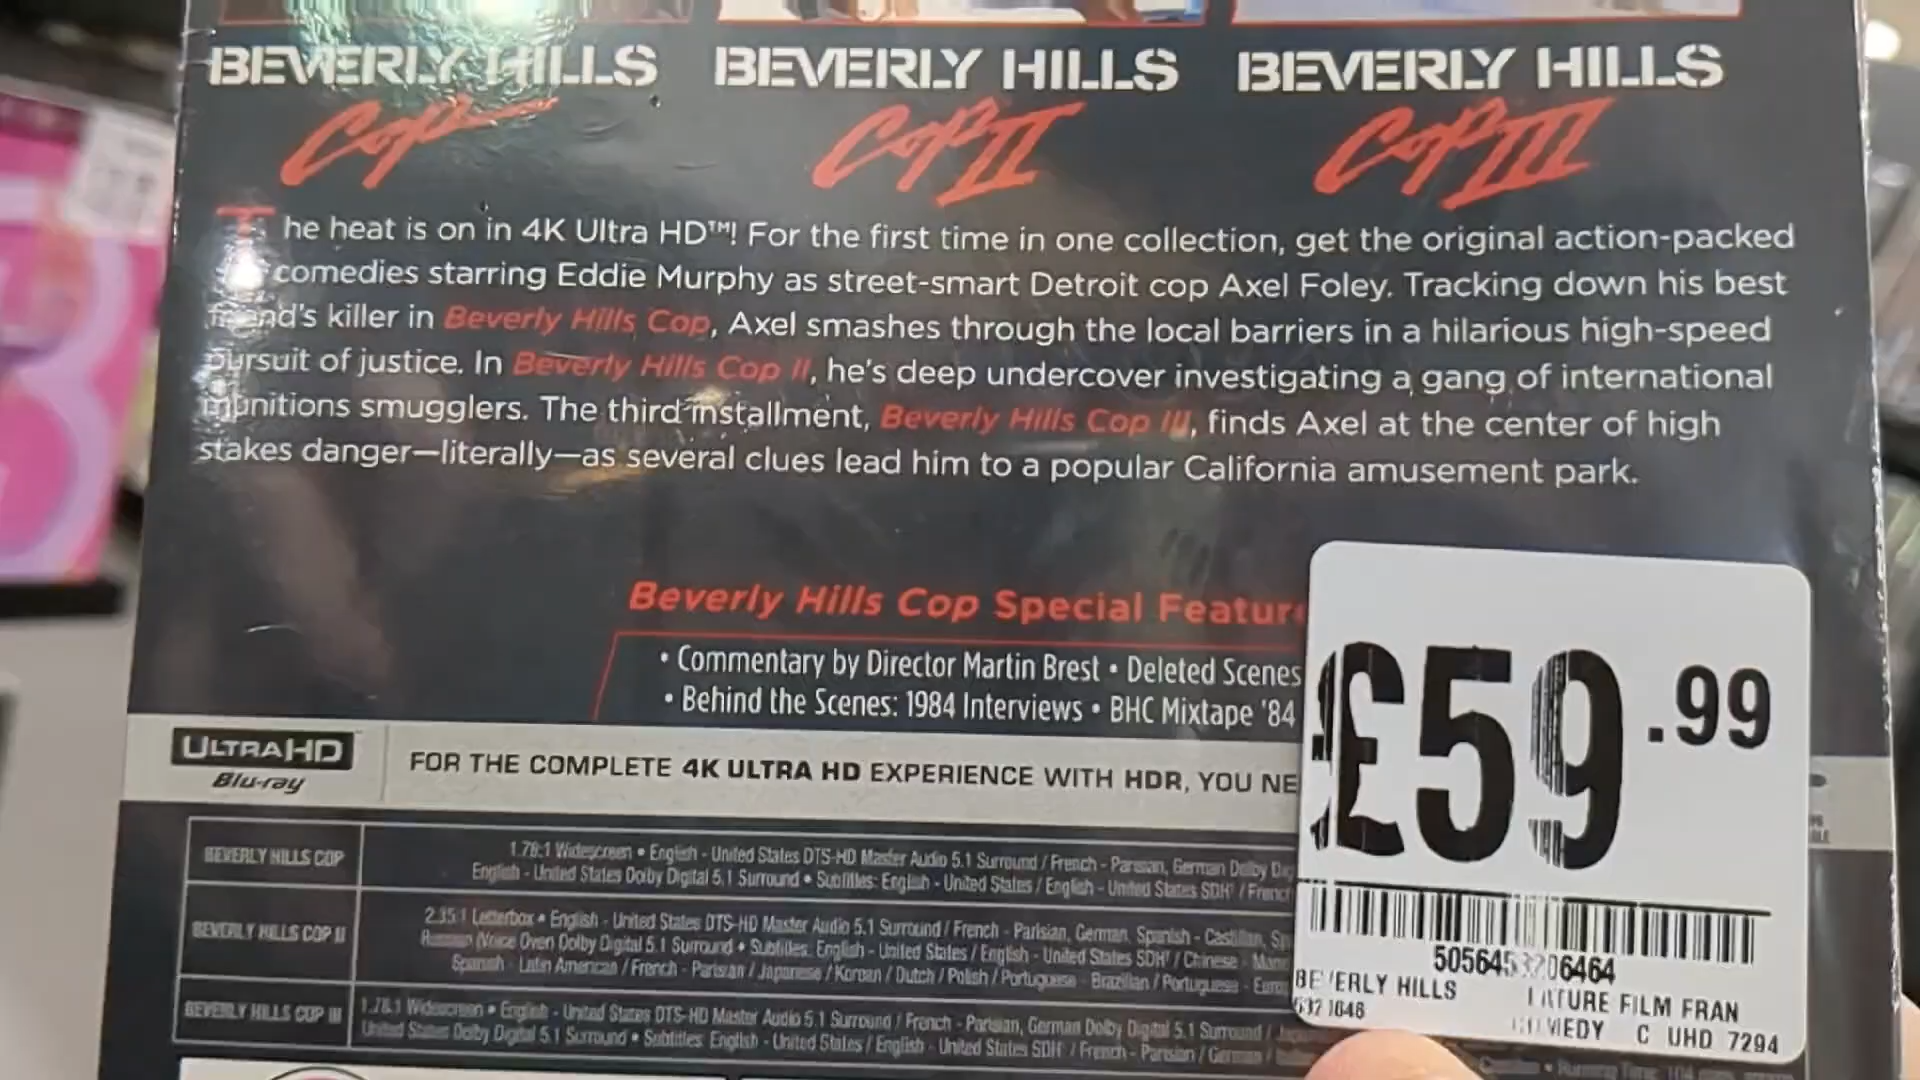 BEVERLY HILLS
Cop
BEVERLY HILLS
Cop II
BEVERLY HILLS
Cop III
The heat is on in 4K Ultra HD™! For the first time in one collection, get the original action-packed
comedies starring Eddie Murphy as street-smart Detroit cop Axel Foley. Tracking down his best
friend's killer in Beverly Hills Cop, Axel smashes through the local barriers in a hilarious high-speed
pursuit of justice. In Beverly Hills Cop II, he's deep undercover investigating a gang of international
munitions smugglers. The third installment, Beverly Hills Cop III, finds Axel at the center of high
stakes danger—literally—as several clues lead him to a popular California amusement park.
Beverly Hills Cop Special Featur
• Commentary by Director Martin Brest • Deleted Scenes
• Behind the Scenes: 1984 Interviews • BHC Mixtape '84
ULTRA HD
Blu-ray
FOR THE COMPLETE 4K ULTRA HD EXPERIENCE WITH HDR, YOU NE
BEVERLY HILLS COP
1.78:1 Widescreen • English - United States DTS-HD Master Audio 5.1 Surround / French - Parisian, German Dolby
English - United States Dolby Digital 5.1 Surround • Subtitles: English - United States / English - United States SDH / French
BEVERLY HILLS COP II
2.35:1 Letterbox • English - United States DTS-HD Master Audio 5.1 Surround / French - Parisian, German, Spanish - Castilian,
Russian (Voice Over) Dolby Digital 5.1 Surround • Subtitles: English - United States / English - United States SDH / Chinese -
Spanish - Latin American / French - Parisian / Japanese / Korean / Dutch / Polish / Portuguese - Brazilian / Portuguese -
BEVERLY HILLS COP III
1.78:1 Widescreen • English - United States DTS-HD Master Audio 5.1 Surround / French - Parisian, German Dolby Digital 5.1 Surround /
United States Dolby Digital 5.1 Surround • Subtitles: English - United States / English - United States SDH / French - Parisian / German /
£59.99
BEVERLY HILLS
FILM FRAN
C UHD 7294